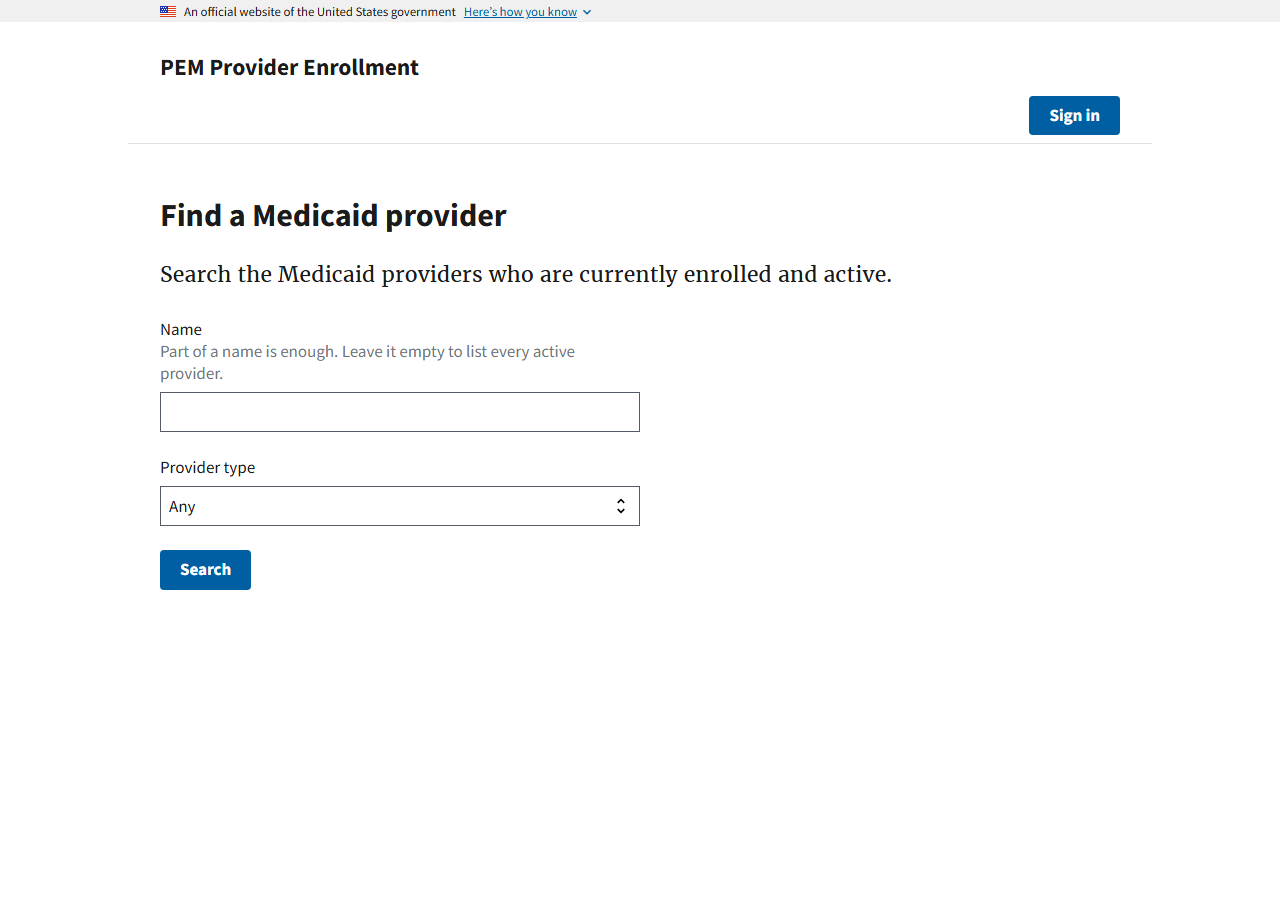 An official website of the United States government Here’s how you know
PEM Provider Enrollment
Sign in
Find a Medicaid provider
Search the Medicaid providers who are currently enrolled and active.
Name
Part of a name is enough. Leave it empty to list every active
provider.
Provider type
Any
Search